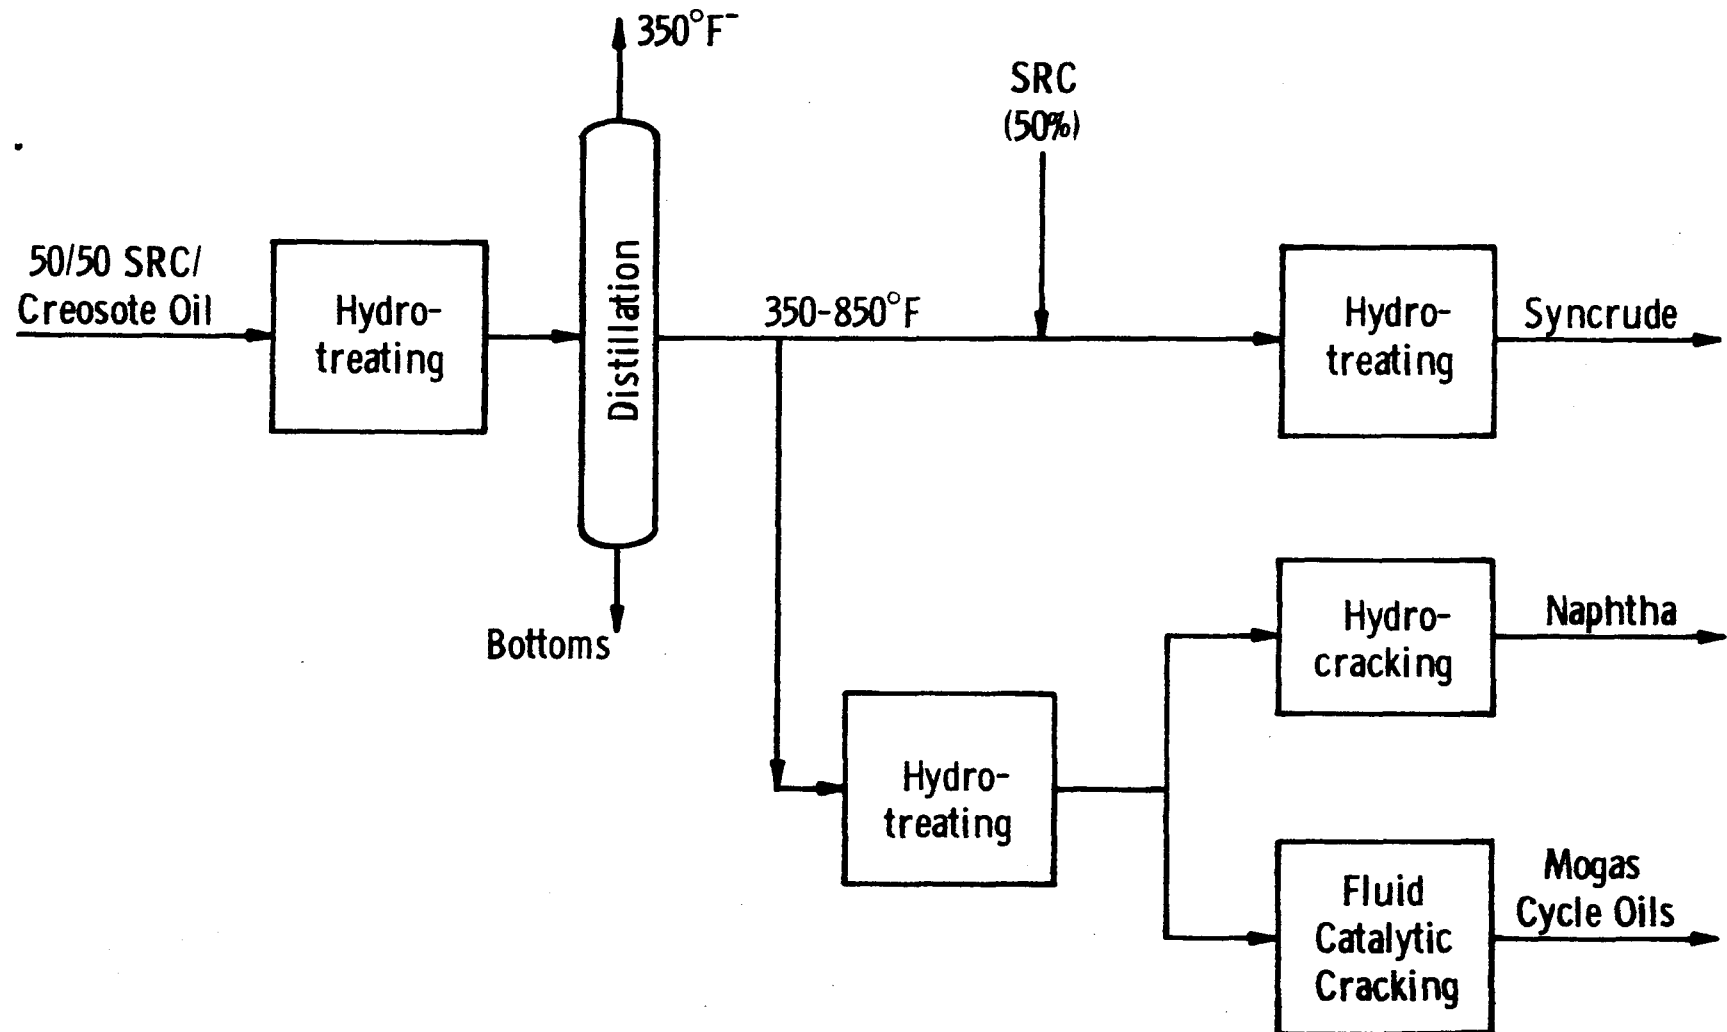 350°F⁻
SRC
(50%)
50/50 SRC/
Creosote Oil
Hydro-
treating
Distillation
350-850°F
Hydro-
treating
Syncrude
Bottoms
Hydro-
cracking
Naphtha
Hydro-
treating
Fluid
Catalytic
Cracking
Mogas
Cycle Oils